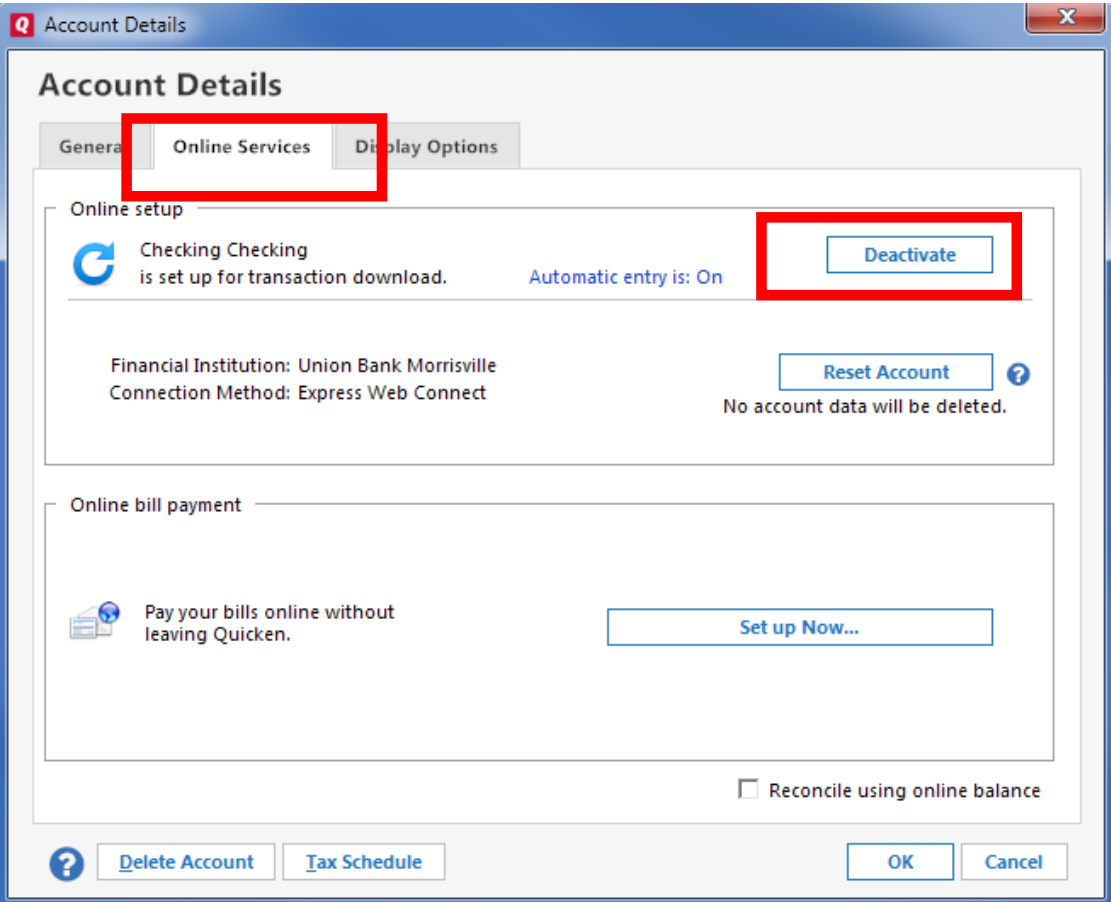 Account Details
X
Account Details
General
Online Services
Display Options
Online setup
Checking Checking
is set up for transaction download.
Automatic entry is: On
Deactivate
Financial Institution: Union Bank Morrisville
Connection Method: Express Web Connect
Reset Account
?
No account data will be deleted.
Online bill payment
Pay your bills online without
leaving Quicken.
Set up Now...
Reconcile using online balance
?
Delete Account
Tax Schedule
OK
Cancel